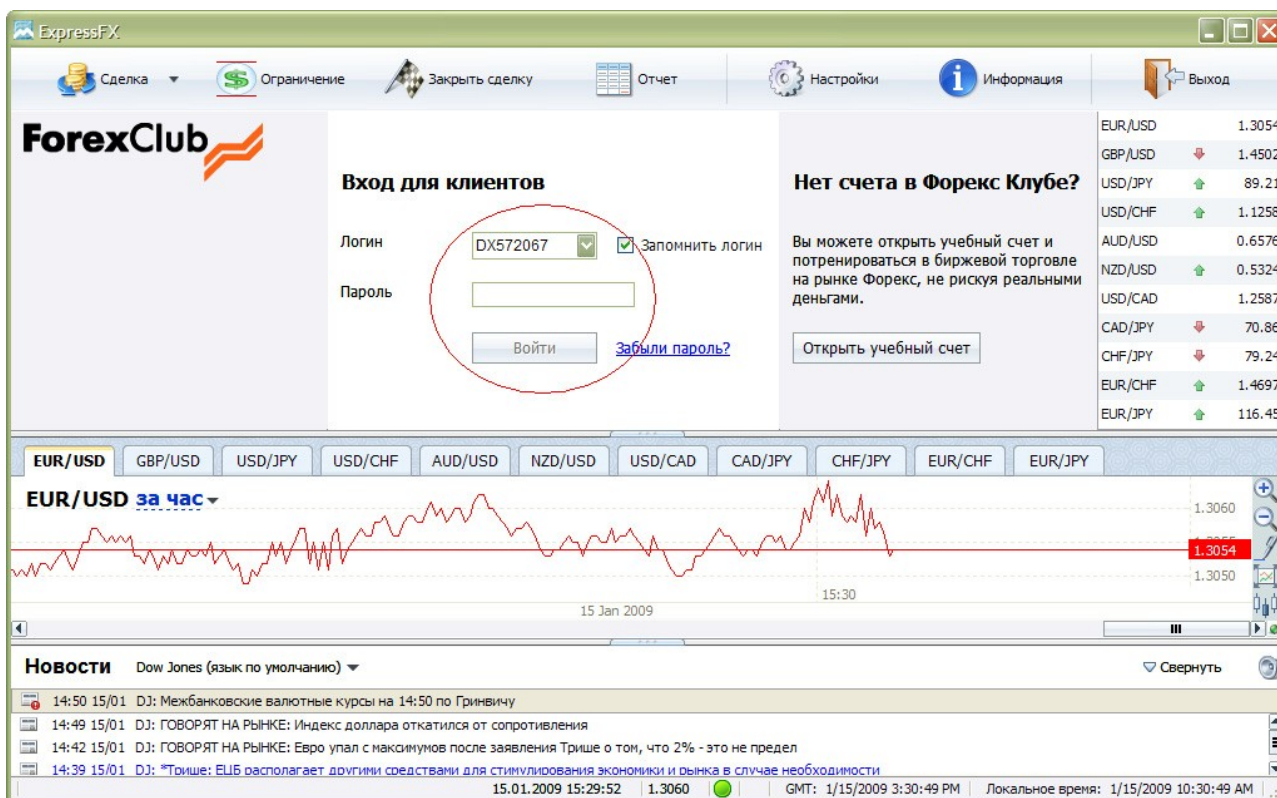 ExpressFX
Сделка
Ограничение
Закрыть сделку
Отчет
Настройки
Информация
Выход
ForexClub
Вход для клиентов
Логин
DX572067
Запомнить логин
Пароль
Войти
Забыли пароль?
Нет счета в Форекс Клубе?
Вы можете открыть учебный счет и
потренироваться в биржевой торговле
на рынке Форекс, не рискуя реальными
деньгами.
Открыть учебный счет
EUR/USD 1.3054
GBP/USD 1.4502
USD/JPY 89.21
USD/CHF 1.1258
AUD/USD 0.6576
NZD/USD 0.5324
USD/CAD 1.2587
CAD/JPY 70.86
CHF/JPY 79.24
EUR/CHF 1.4697
EUR/JPY 116.45
EUR/USD GBP/USD USD/JPY USD/CHF AUD/USD NZD/USD USD/CAD CAD/JPY CHF/JPY EUR/CHF EUR/JPY
EUR/USD за час
1.3060
1.3054
1.3050
15:30
15 Jan 2009
Новости Dow Jones (язык по умолчанию) Свернуть
14:50 15/01 DJ: Межбанковские валютные курсы на 14:50 по Гринвичу
14:49 15/01 DJ: ГОВОРЯТ НА РЫНКЕ: Индекс доллара откатился от сопротивления
14:42 15/01 DJ: ГОВОРЯТ НА РЫНКЕ: Евро упал с максимумов после заявления Трише о том, что 2% - это не предел
14:39 15/01 DJ: *Трише: ЕЦБ располагает другими средствами для стимулирования экономики и рынка в случае необходимости
15.01.2009 15:29:52 1.3060 GMT: 1/15/2009 3:30:49 PM Локальное время: 1/15/2009 10:30:49 AM